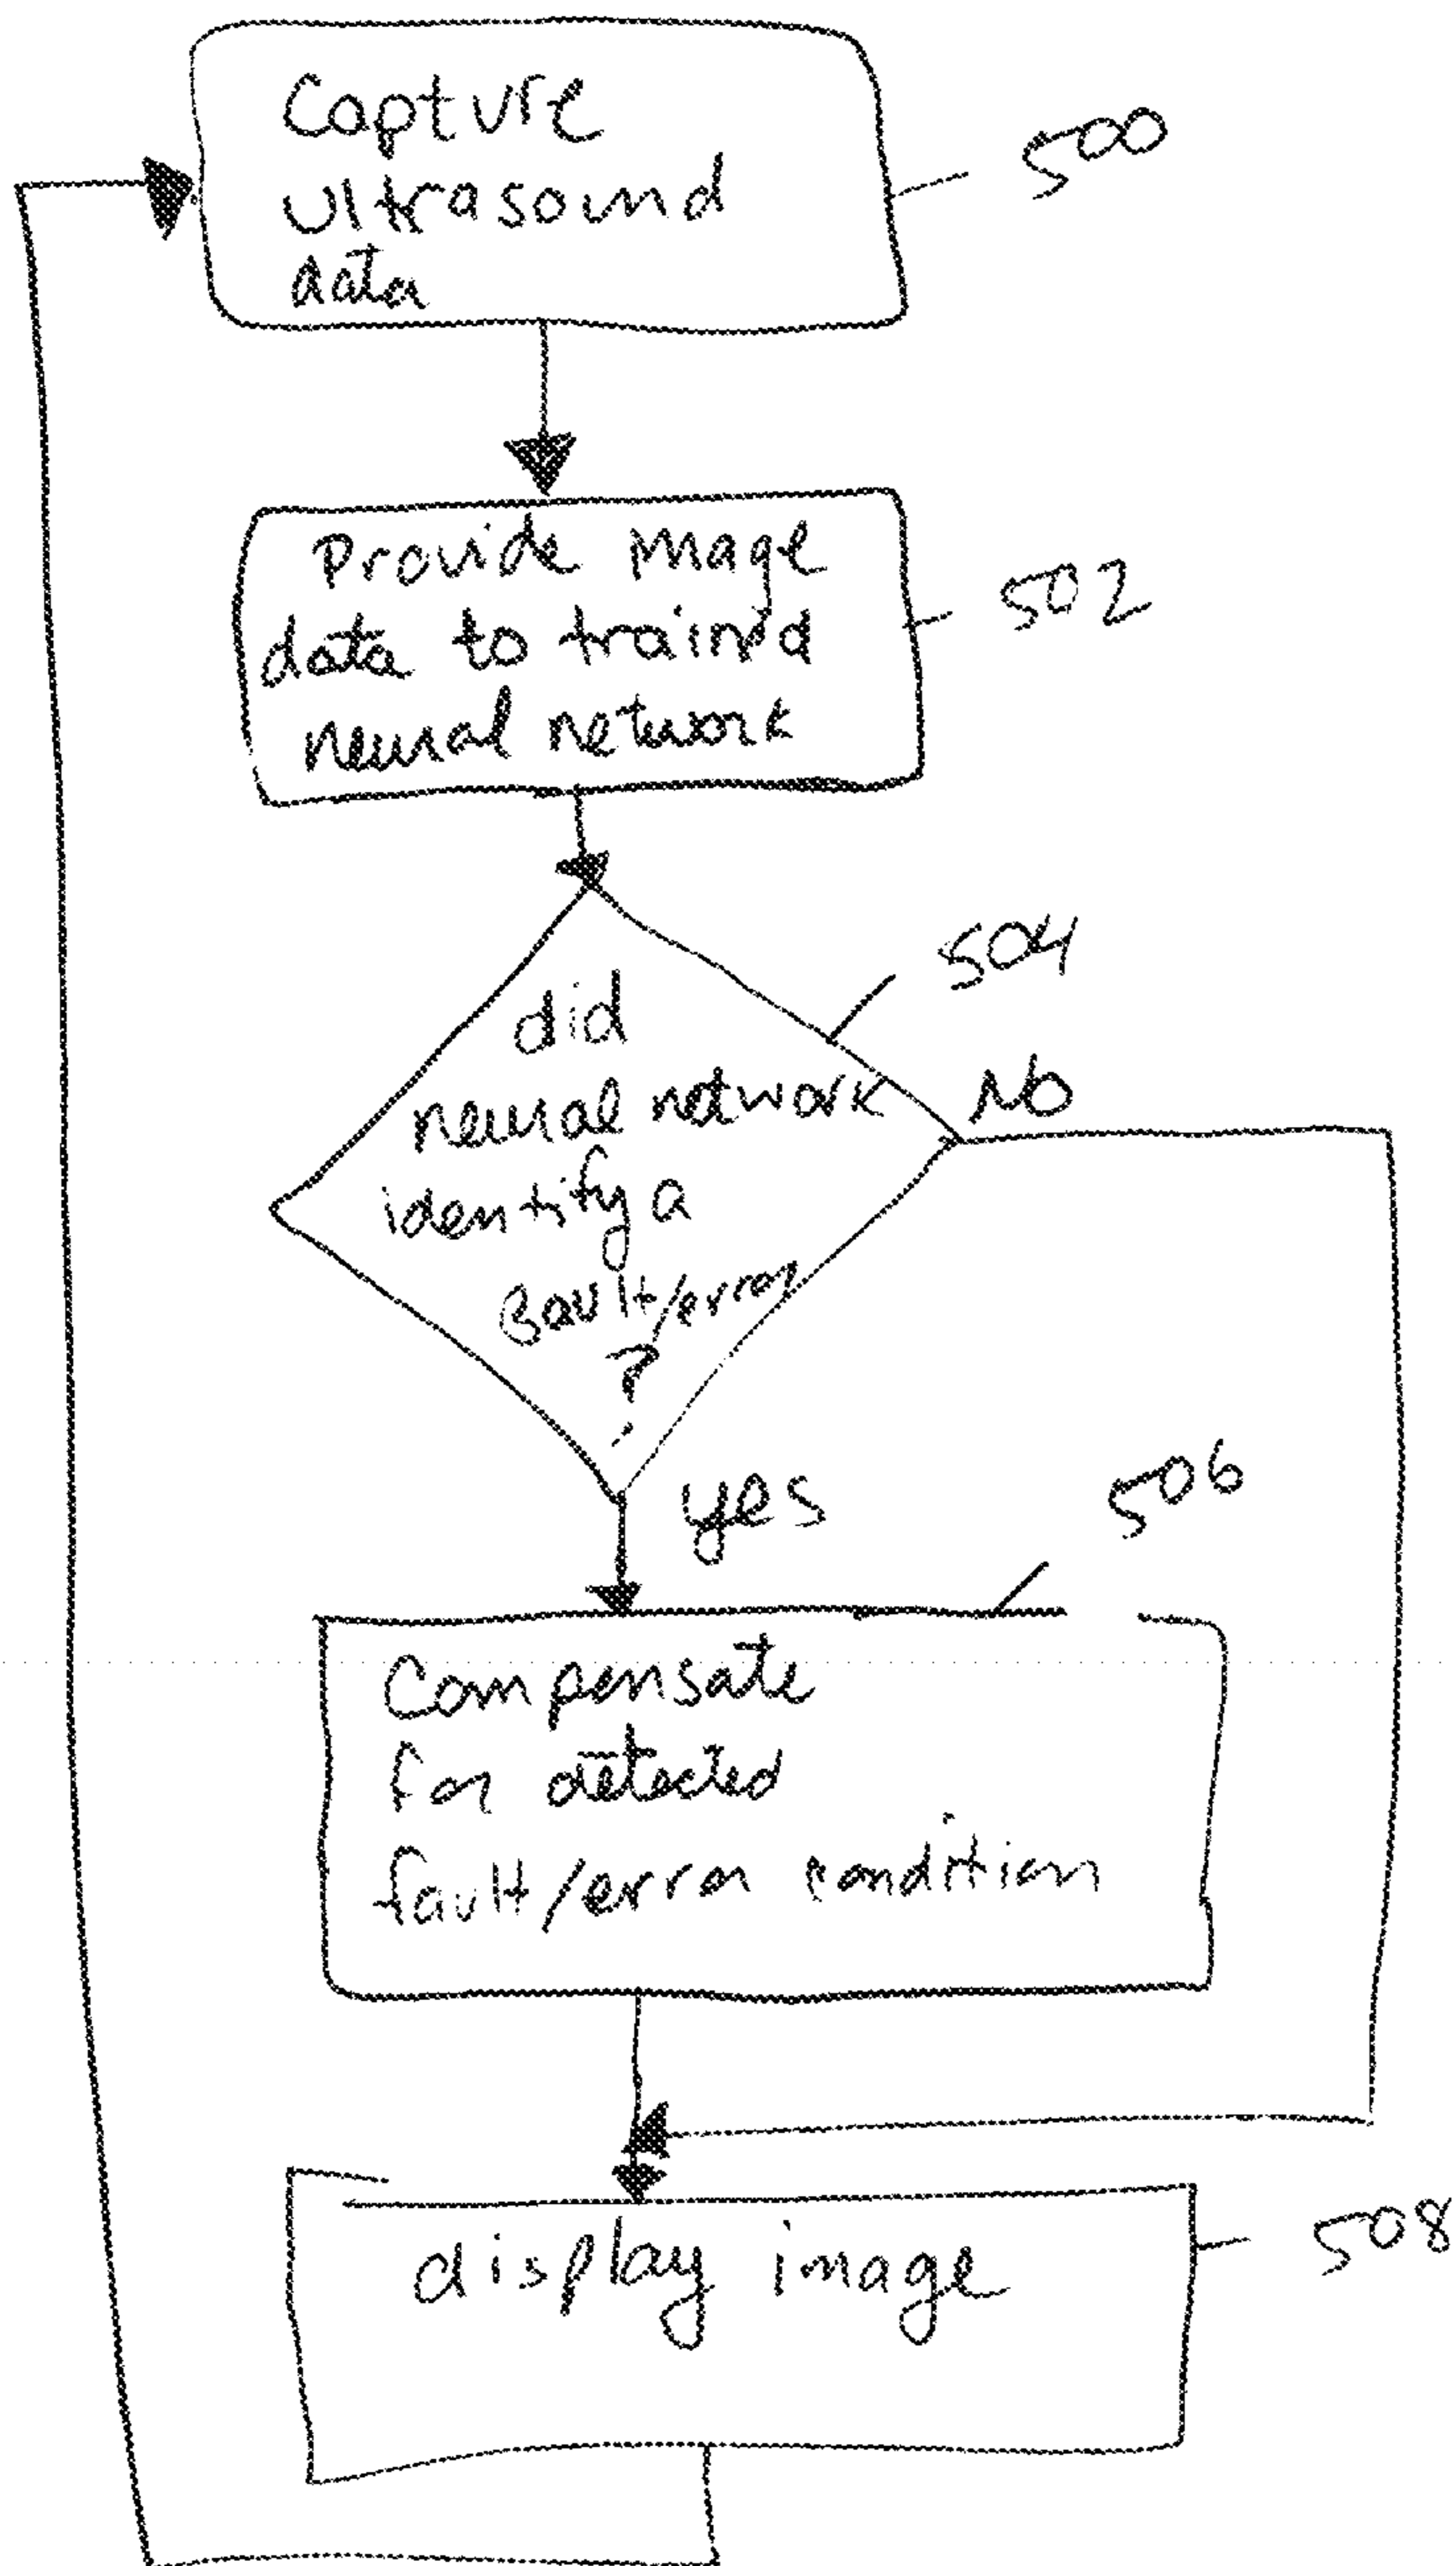 Capture
ultrasound
data
500
Provide image
data to trained
neural network
502
504
did
neural network
identify a
fault/error
?
No
yes
506
Compensate
for detected
fault/error condition
display image
508